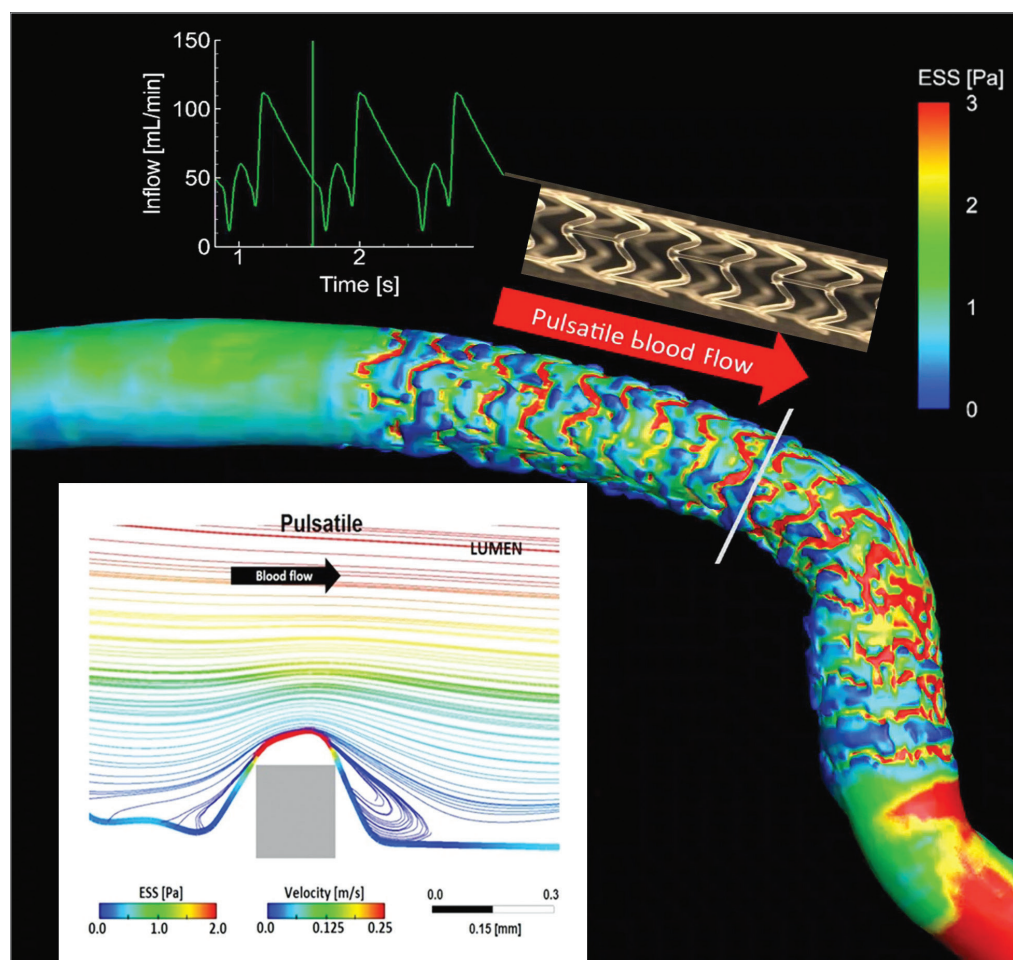 150
100
50
0
Inflow [mL/min]
1
2
Time [s]
ESS [Pa]
3
2
1
0
Pulsatile blood Flow
Pulsatile
LUMEN
Blood flow
ESS [Pa]
0.0
1.0
2.0
Velocity [m/s]
0.0
0.125
0.25
0.0
0.3
0.15 [mm]